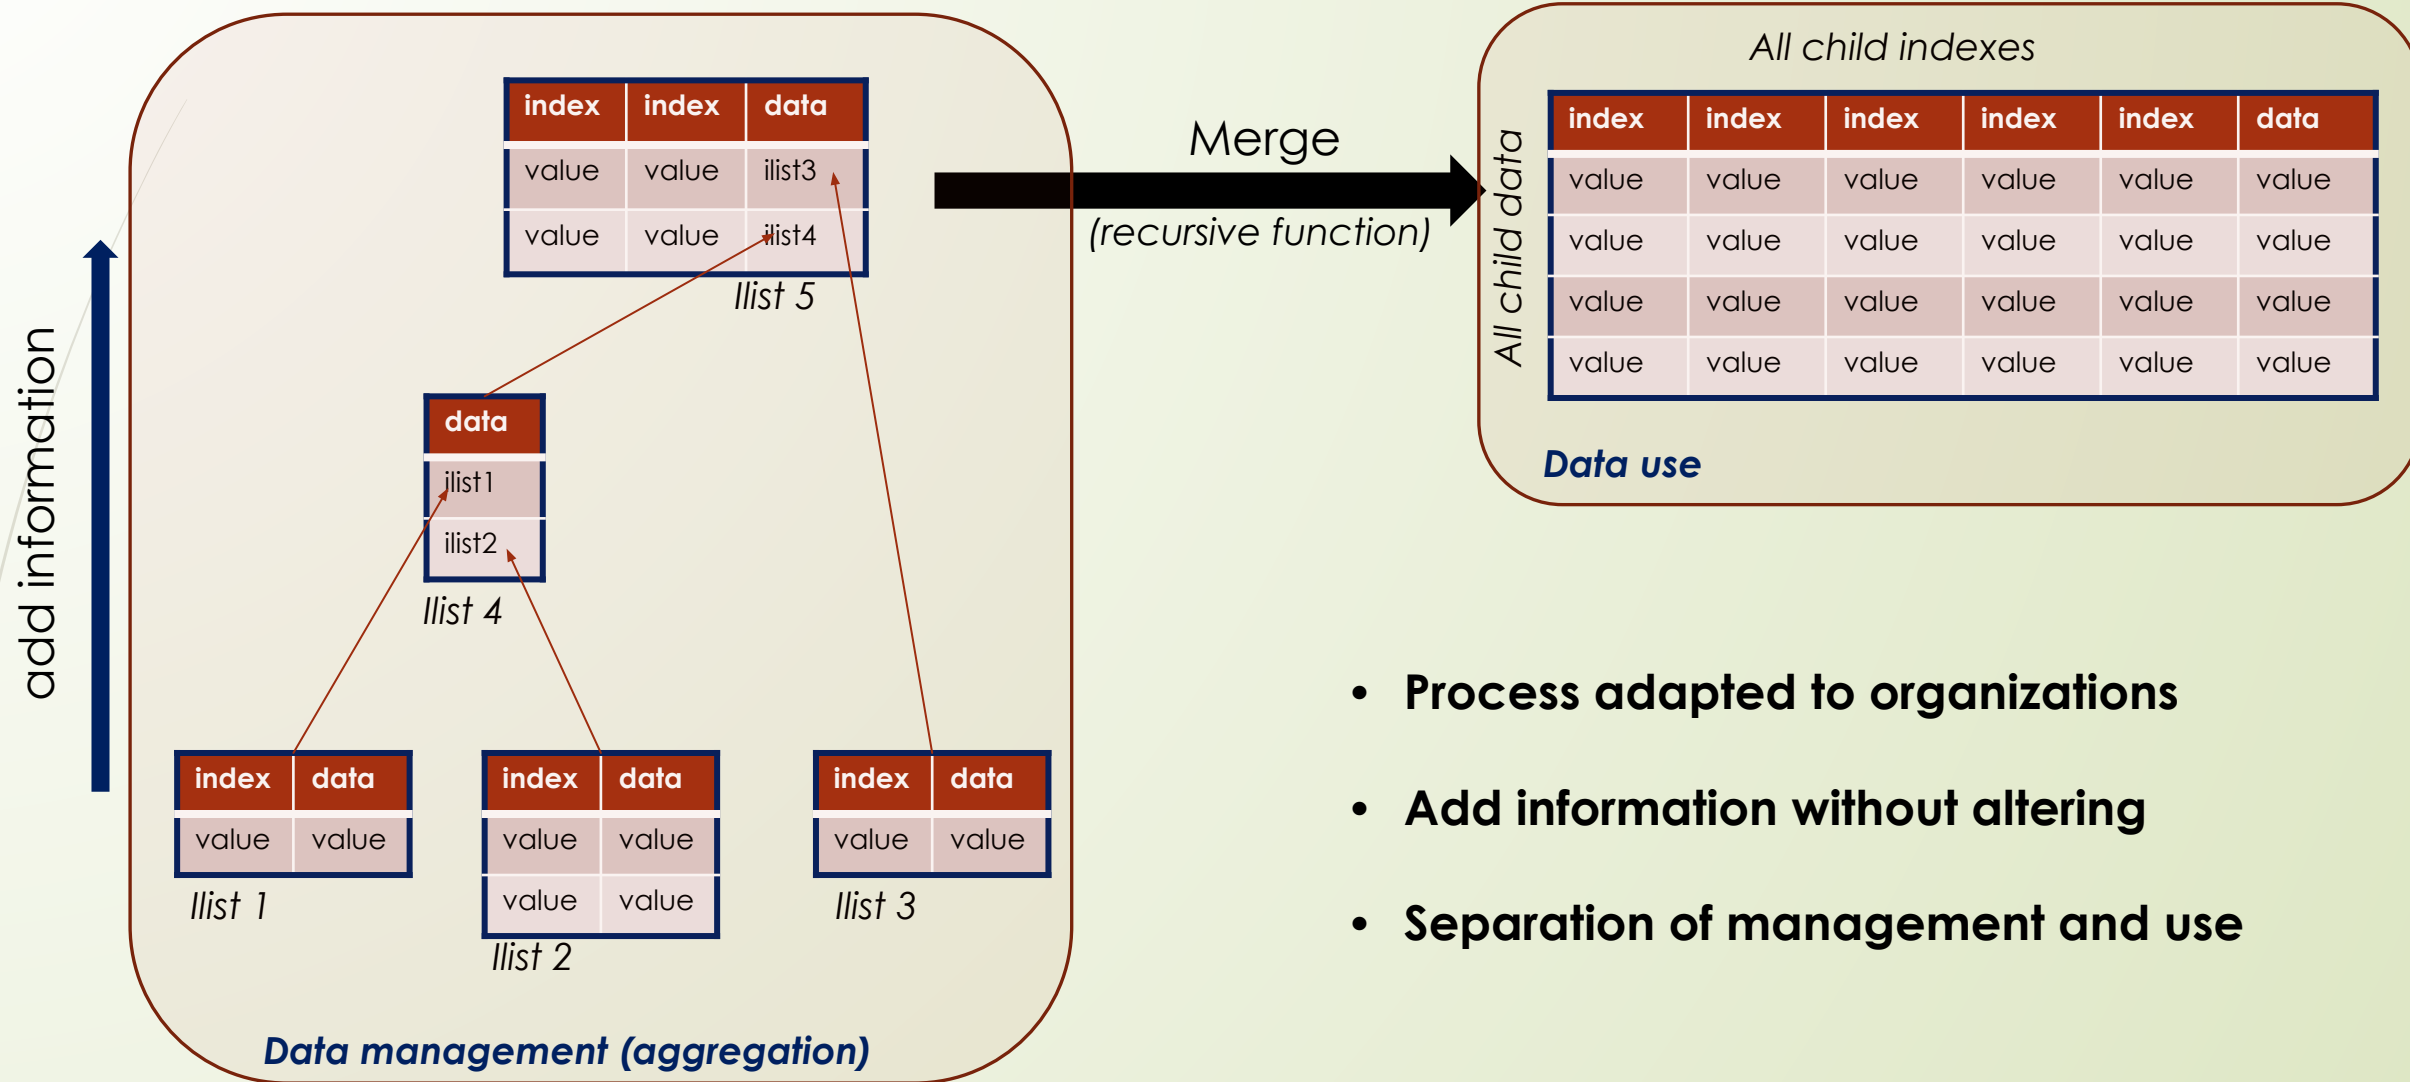 add information
index index data
value value ilist3
value value ilist4
Ilist 5
data
ilist1
ilist2
Ilist 4
index data
value value
Ilist 1
index data
value value
value value
Ilist 2
index data
value value
Ilist 3
Data management (aggregation)
Merge
(recursive function)
All child indexes
All child data
index index index index index data
value value value value value value
value value value value value value
value value value value value value
value value value value value value
Data use
• Process adapted to organizations
• Add information without altering
• Separation of management and use